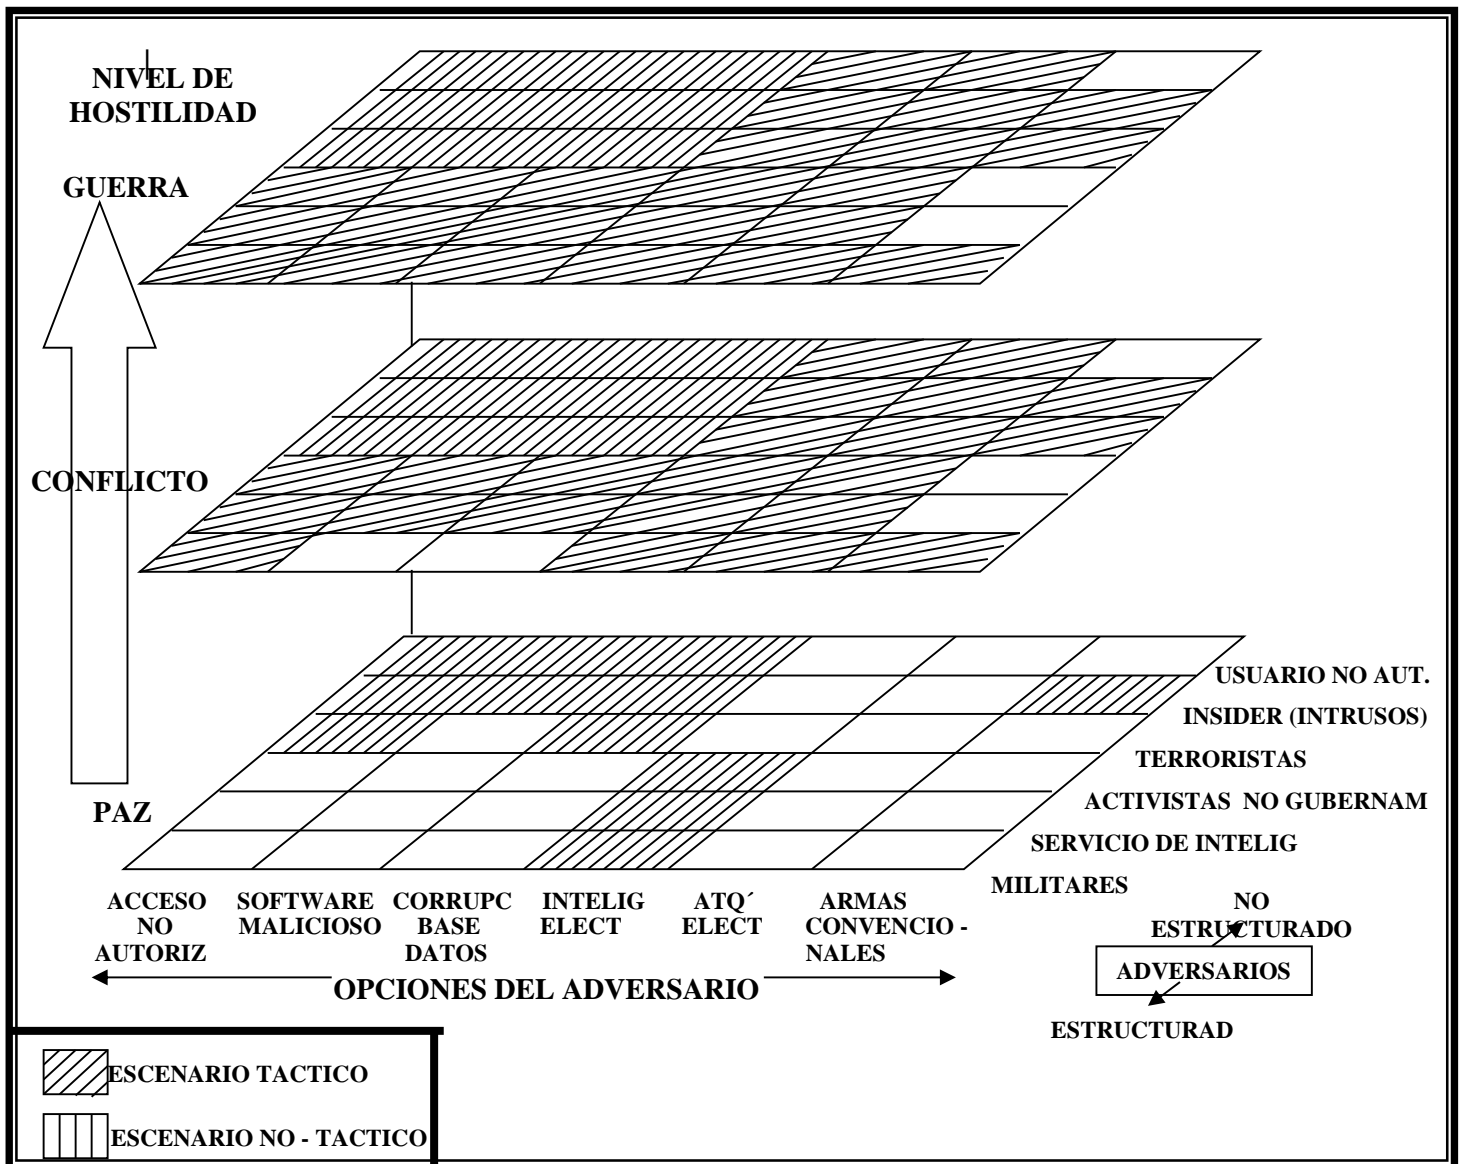 NIVEL DE
HOSTILIDAD
GUERRA
CONFLICTO
PAZ
USUARIO NO AUT.
INSIDER (INTRUSOS)
TERRORISTAS
ACTIVISTAS NO GUBERNAM
SERVICIO DE INTELIG
MILITARES
ACCESO
NO
AUTORIZ
SOFTWARE
MALICIOSO
CORRUPC
BASE
DATOS
INTELIG
ELECT
ATQ´
ELECT
ARMAS
CONVENCIO -
NALES
OPCIONES DEL ADVERSARIO
NO
ESTRUCTURADO
ADVERSARIOS
ESTRUCTURAD
ESCENARIO TACTICO
ESCENARIO NO - TACTICO